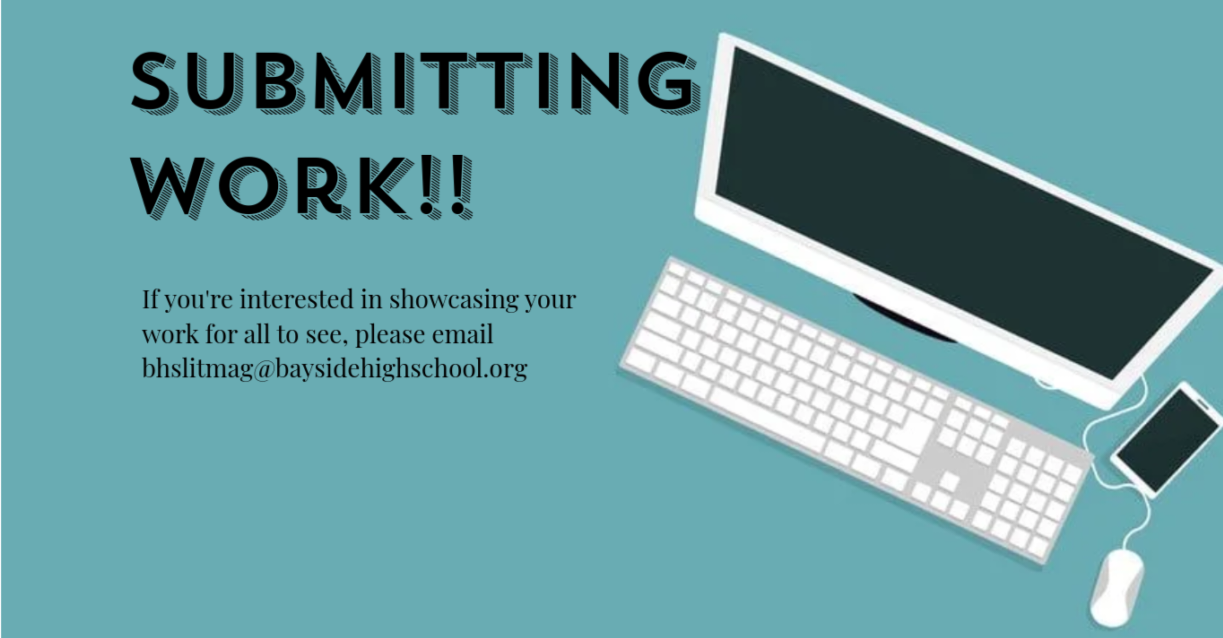 SUBMITTING
WORK!!
If you're interested in showcasing your
work for all to see, please email
bhslitmag@baysidehighschool.org